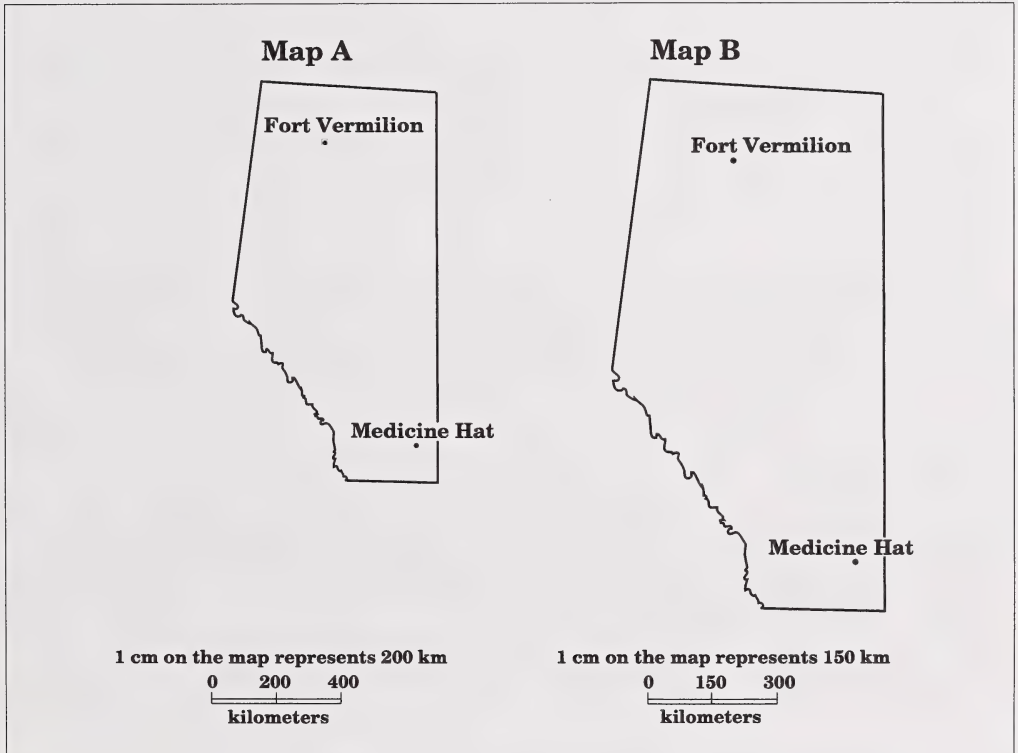 Map A
Fort Vermilion
Medicine Hat
1 cm on the map represents 200 km
0 200 400
kilometers
Map B
Fort Vermilion
Medicine Hat
1 cm on the map represents 150 km
0 150 300
kilometers